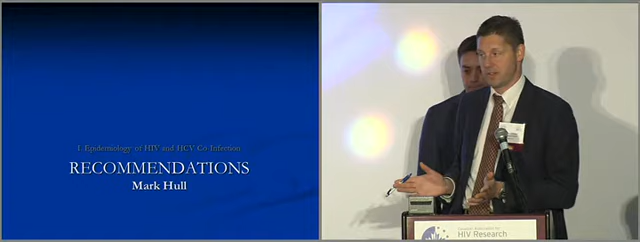 I. Epidemiology of HIV and HCV Co-Infection
RECOMMENDATIONS
Mark Hull
HIV Research